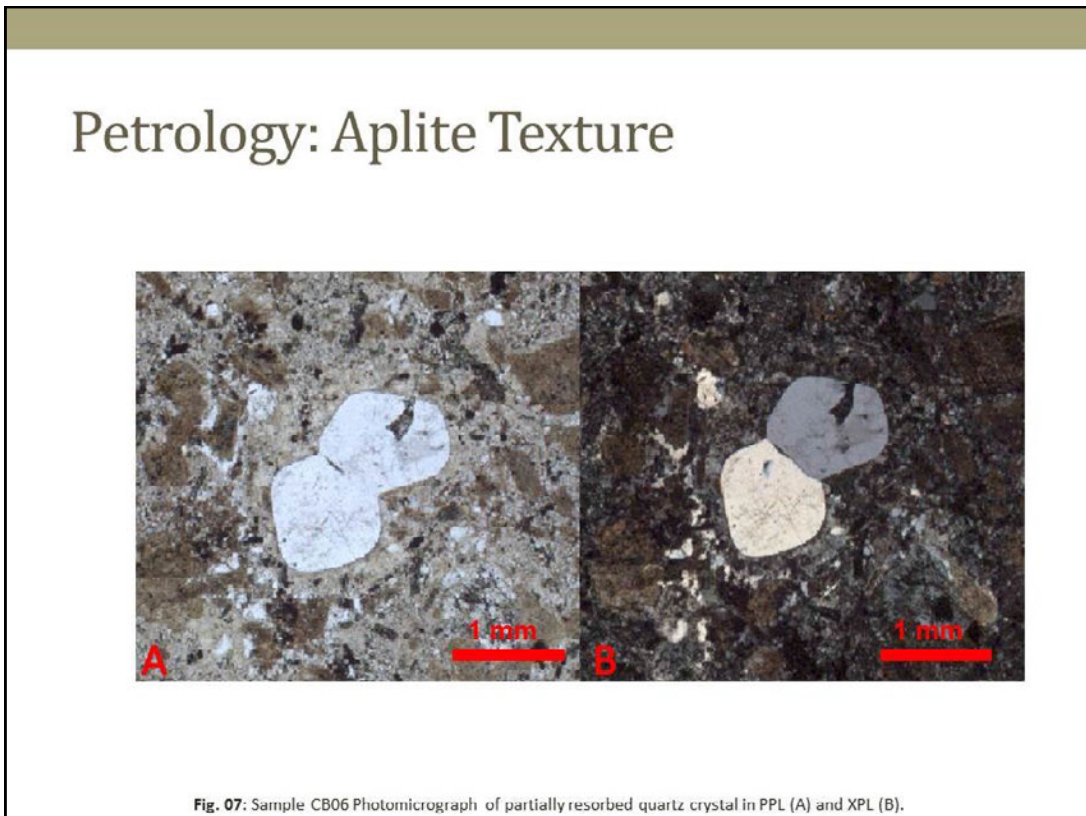 Petrology: Aplite Texture
1 mm
1 mm
A
B
Fig. 07: Sample CB06 Photomicrograph of partially resorbed quartz crystal in PPL (A) and XPL (B).